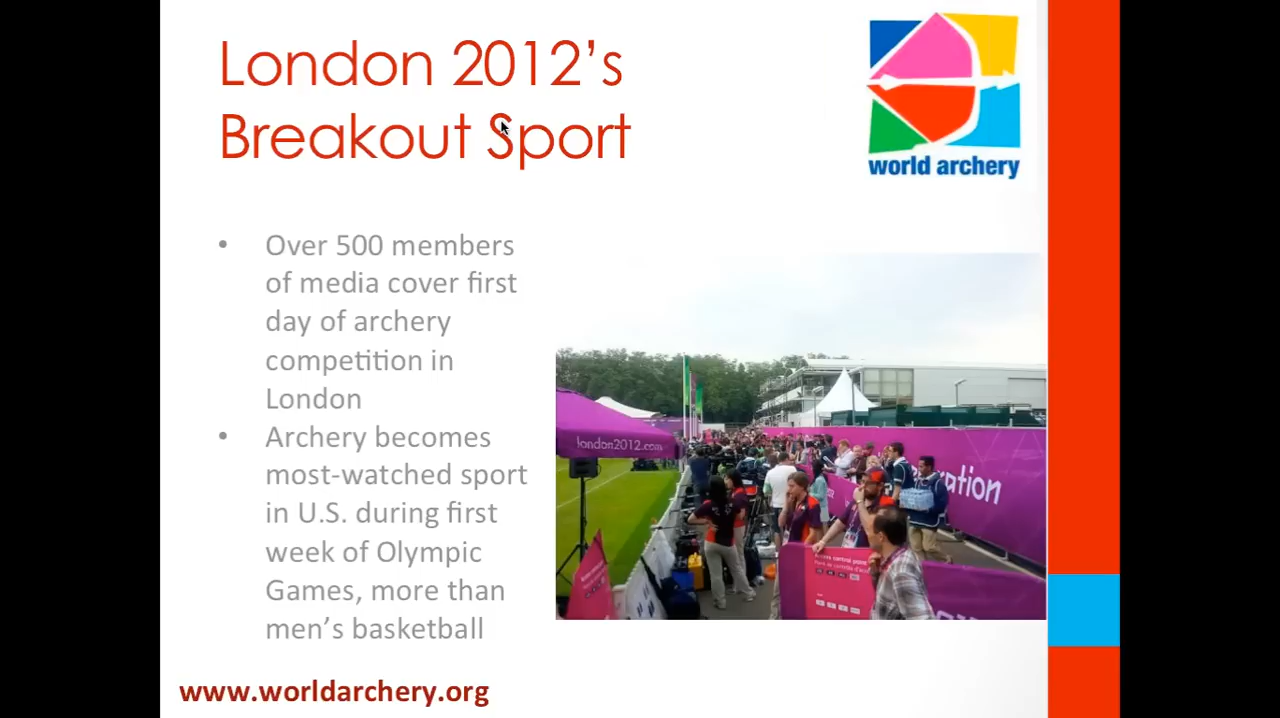 London 2012's
Breakout Sport
world archery
• Over 500 members
of media cover first
day of archery
competition in
London
• Archery becomes
most-watched sport
in U.S. during first
week of Olympic
Games, more than
men's basketball
london2012.com
ration
www.worldarchery.org